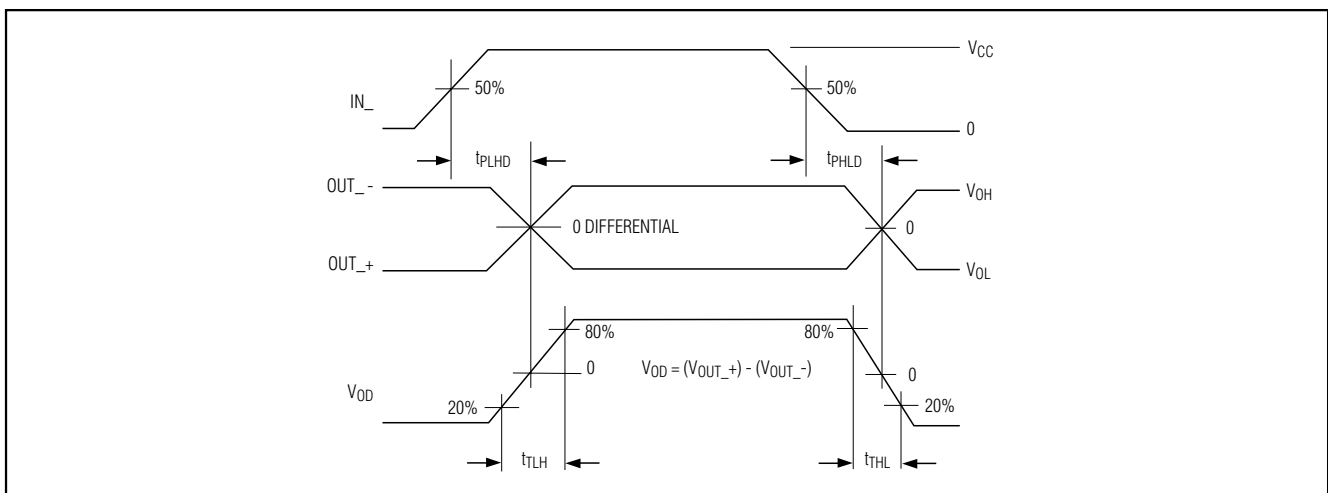 V_CC
50%
50%
IN_
0
t_PLHD
t_PHLD
OUT_ -
V_OH
0 DIFFERENTIAL
0
OUT_+
V_OL
80%
80%
0
V_OD = (V_OUT_+) - (V_OUT_-)
0
V_OD
20%
20%
t_TLH
t_THL